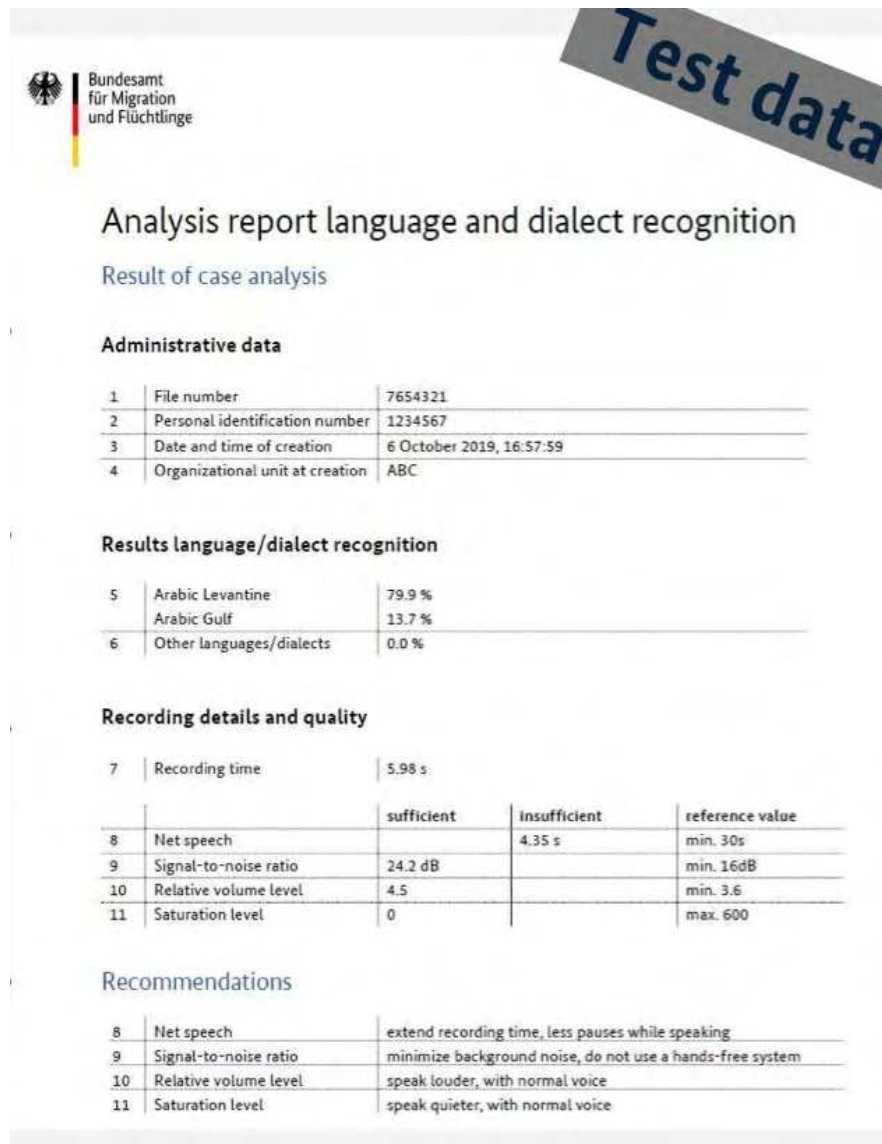 Test data
Bundesamt
für Migration
und Flüchtlinge
Analysis report language and dialect recognition
Result of case analysis
Administrative data
1 File number 7654321
2 Personal identification number 1234567
3 Date and time of creation 6 October 2019, 16:57:59
4 Organizational unit at creation ABC
Results language/dialect recognition
5 Arabic Levantine 79.9 %
Arabic Gulf 13.7 %
6 Other languages/dialects 0.0 %
Recording details and quality
7 Recording time 5.98 s
sufficient insufficient reference value
8 Net speech 4.35 s min. 30s
9 Signal-to-noise ratio 24.2 dB min. 16dB
10 Relative volume level 4.5 min. 3.6
11 Saturation level 0 max. 600
Recommendations
8 Net speech extend recording time, less pauses while speaking
9 Signal-to-noise ratio minimize background noise, do not use a hands-free system
10 Relative volume level speak louder, with normal voice
11 Saturation level speak quieter, with normal voice